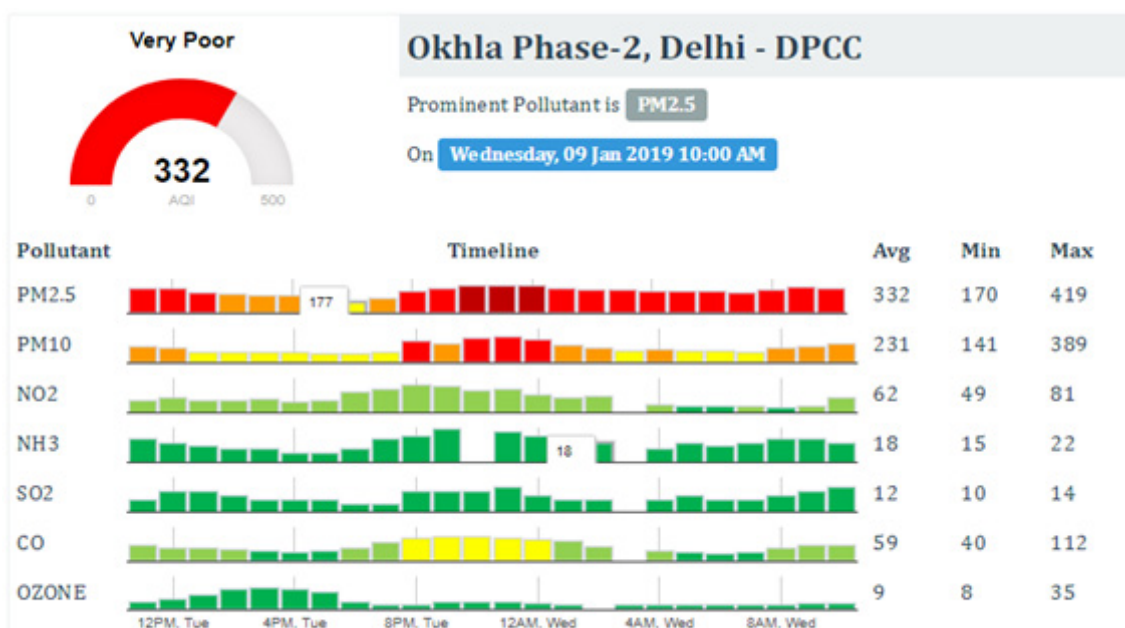 Very Poor
Okhla Phase-2, Delhi - DPCC
Prominent Pollutant is PM2.5
On Wednesday, 09 Jan 2019 10:00 AM
332
0 AQI 500
Pollutant Timeline Avg Min Max
PM2.5 177 332 170 419
PM10 231 141 389
NO2 62 49 81
NH3 18 18 15 22
SO2 12 10 14
CO 59 40 112
OZONE 9 8 35
12PM, Tue 4PM, Tue 8PM, Tue 12AM, Wed 4AM, Wed 8AM, Wed